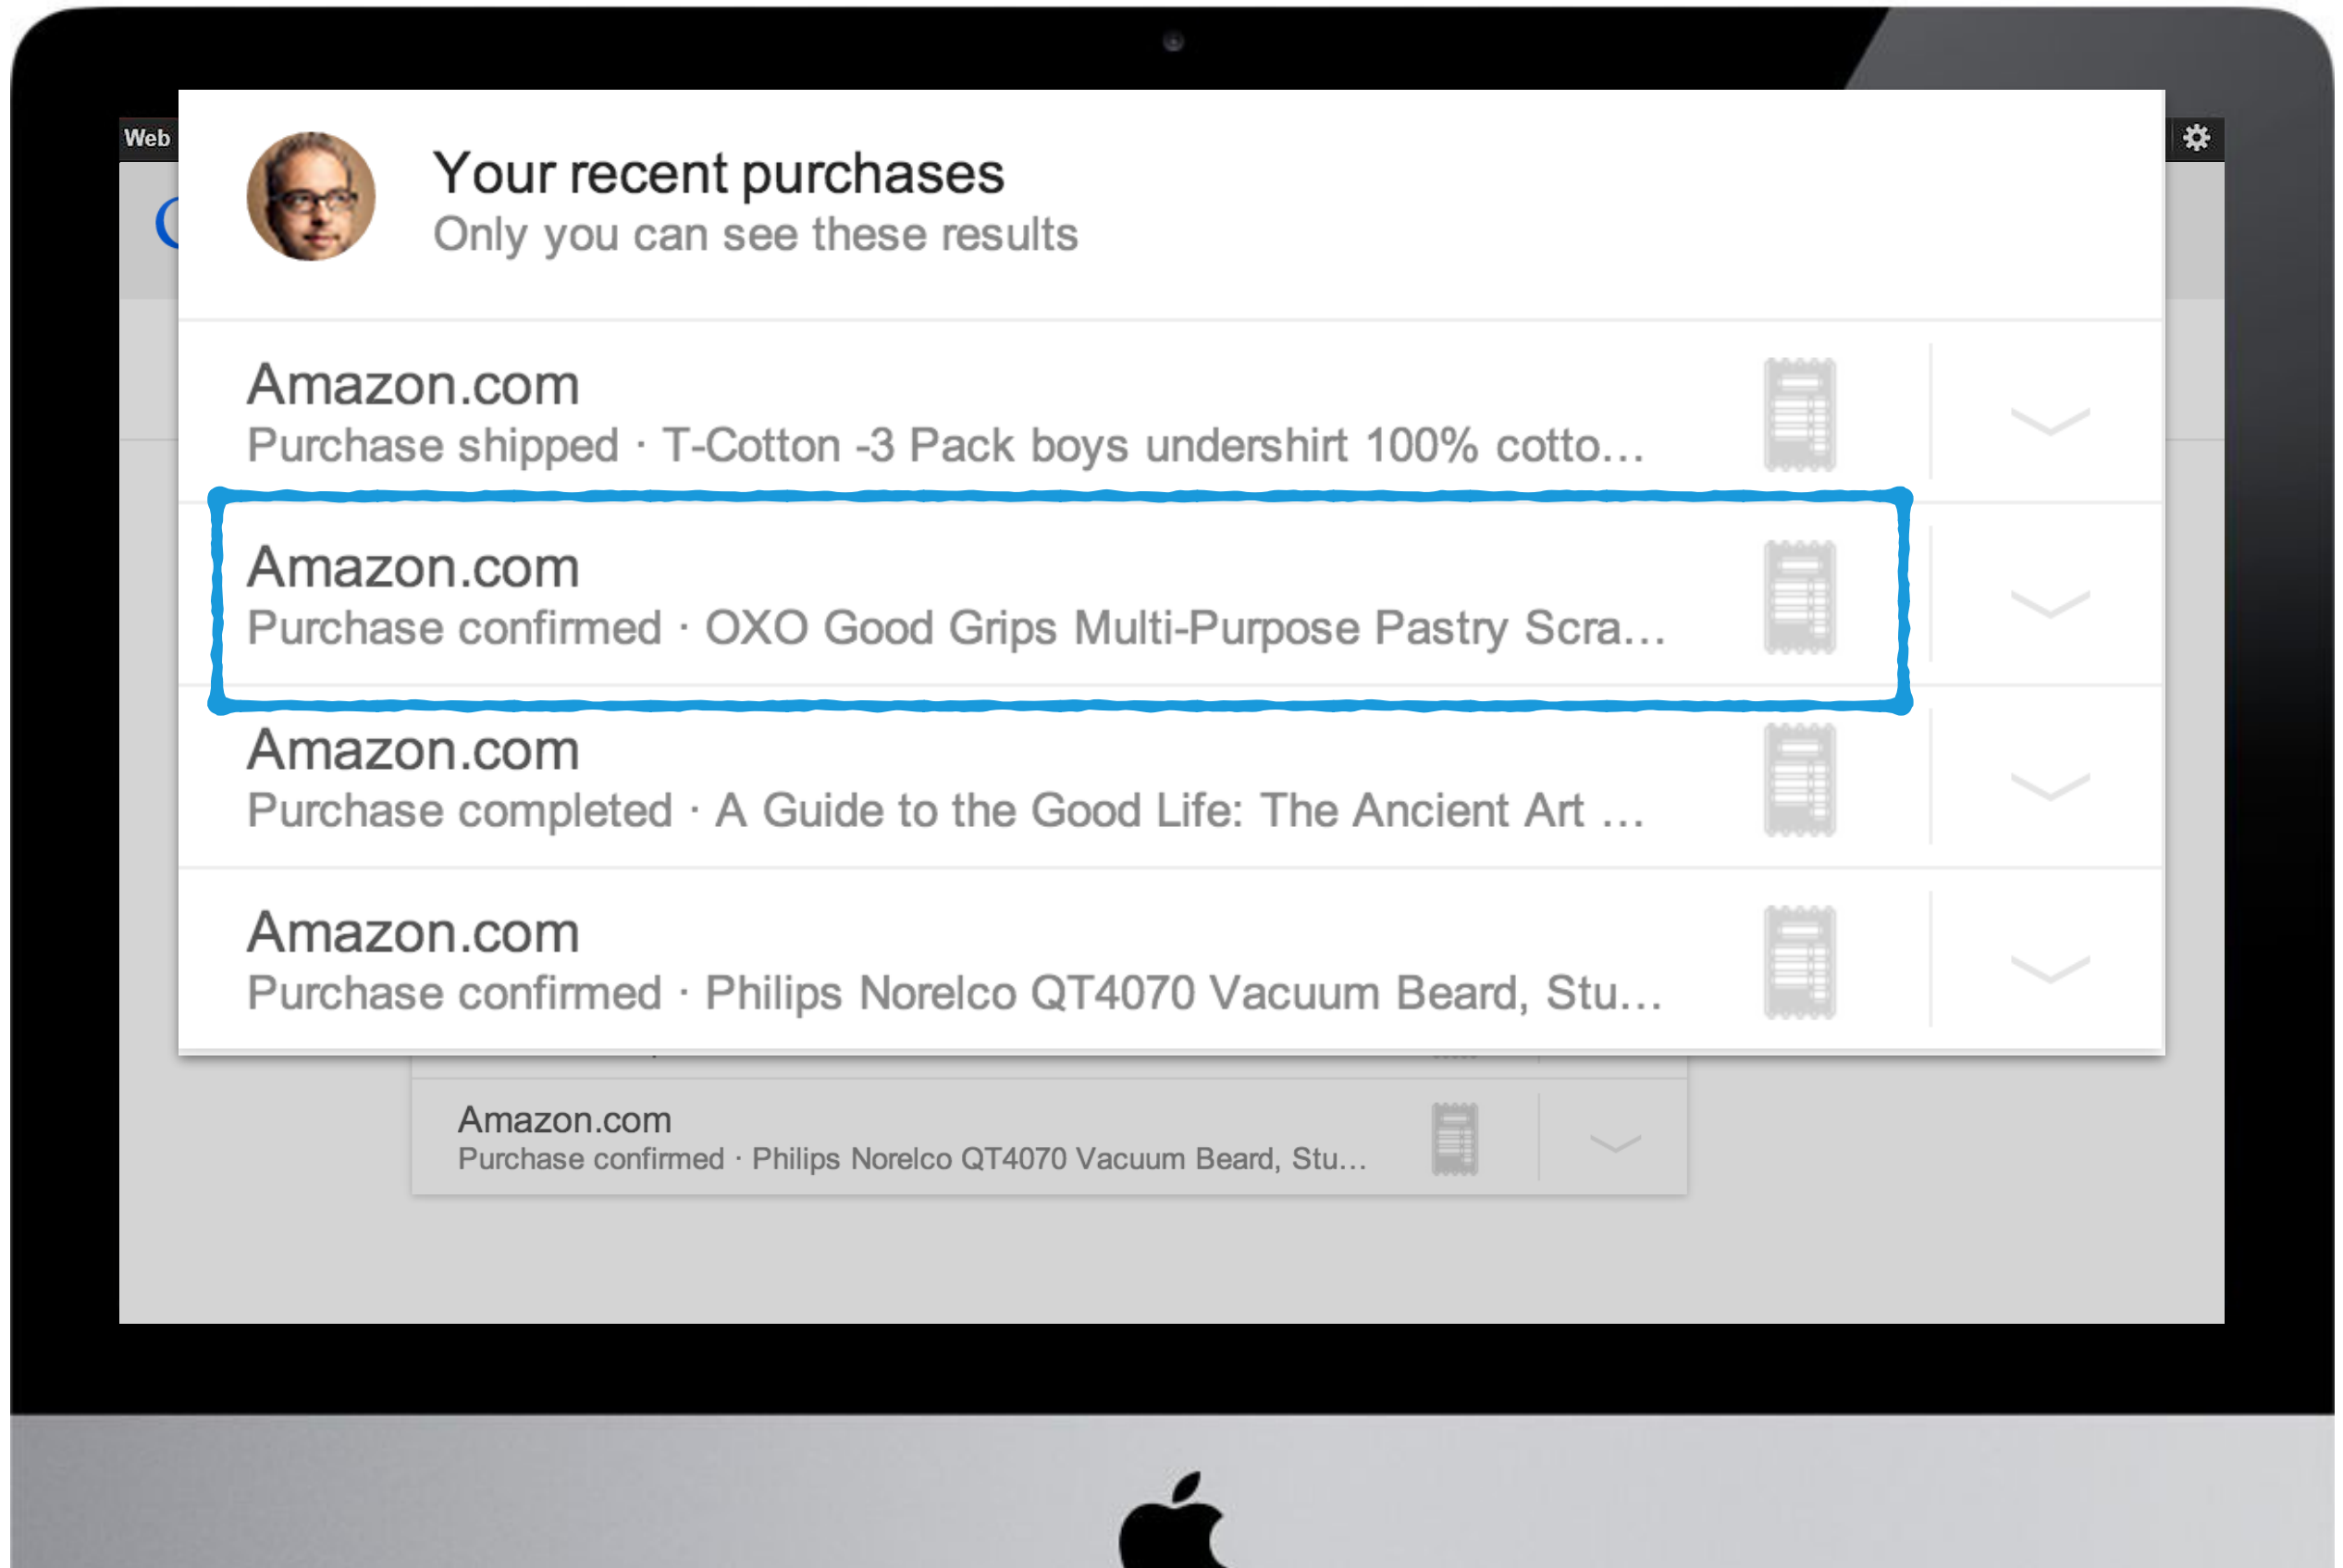 Web
Your recent purchases
Only you can see these results
Amazon.com
Purchase shipped · T-Cotton -3 Pack boys undershirt 100% cotto...
Amazon.com
Purchase confirmed · OXO Good Grips Multi-Purpose Pastry Scra...
Amazon.com
Purchase completed · A Guide to the Good Life: The Ancient Art ...
Amazon.com
Purchase confirmed · Philips Norelco QT4070 Vacuum Beard, Stu...
Amazon.com
Purchase confirmed · Philips Norelco QT4070 Vacuum Beard, Stu...